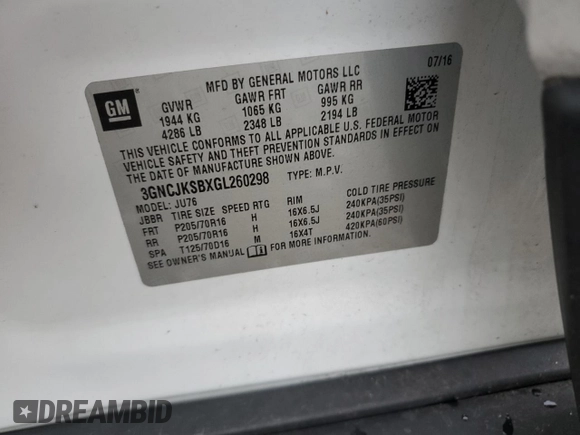 MFD BY GENERAL MOTORS LLC 07/16
GM
GVWR GAWR FRT GAWR RR
1944 KG 1065 KG 995 KG
4286 LB 2348 LB 2194 LB
THIS VEHICLE CONFORMS TO ALL APPLICABLE U.S. FEDERAL MOTOR
VEHICLE SAFETY AND THEFT PREVENTION STANDARDS IN EFFECT ON
THE DATE OF MANUFACTURE SHOWN ABOVE.
3GNCJKSBXGL260298 TYPE: M.P.V.
MODEL: JU76
JBBR TIRE SIZE SPEED RTG RIM COLD TIRE PRESSURE
FRT P205/70R16 H 16X6.5J 240KPA(35PSI)
RR P205/70R16 H 16X6.5J 240KPA(35PSI)
SPA T125/70D16 M 16X4T 420KPA(60PSI)
SEE OWNER'S MANUAL
DREAMBID